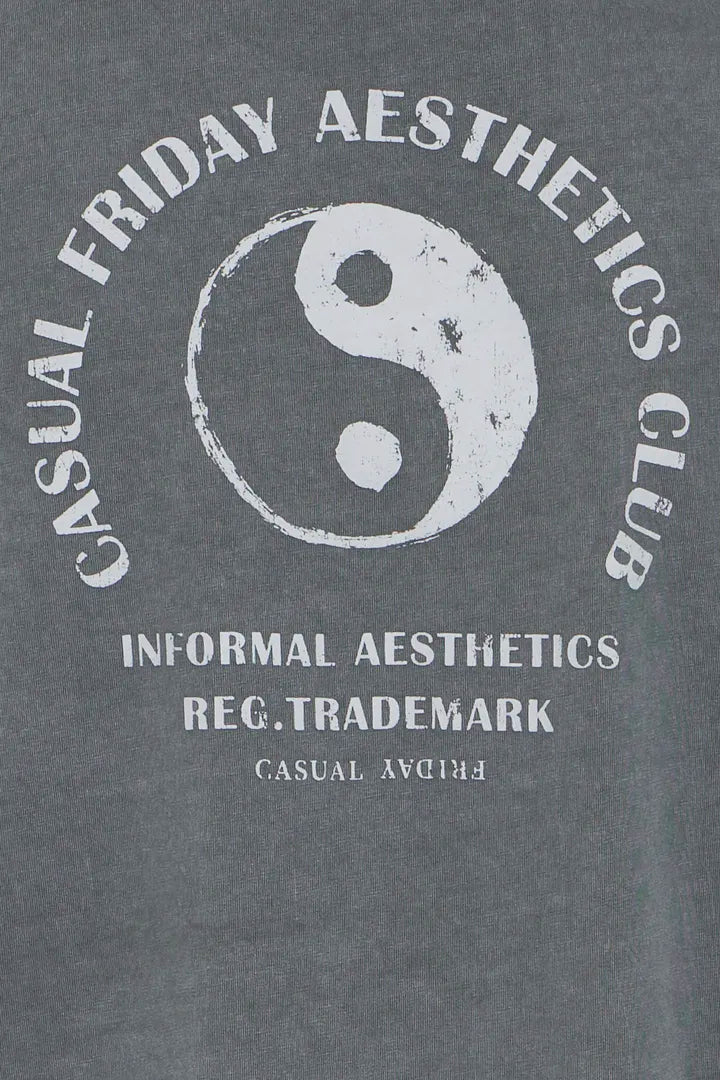 CASUAL FRIDAY AESTHETICS CLUB
INFORMAL AESTHETICS
REG.TRADEMARK
CASUAL FRIDAY